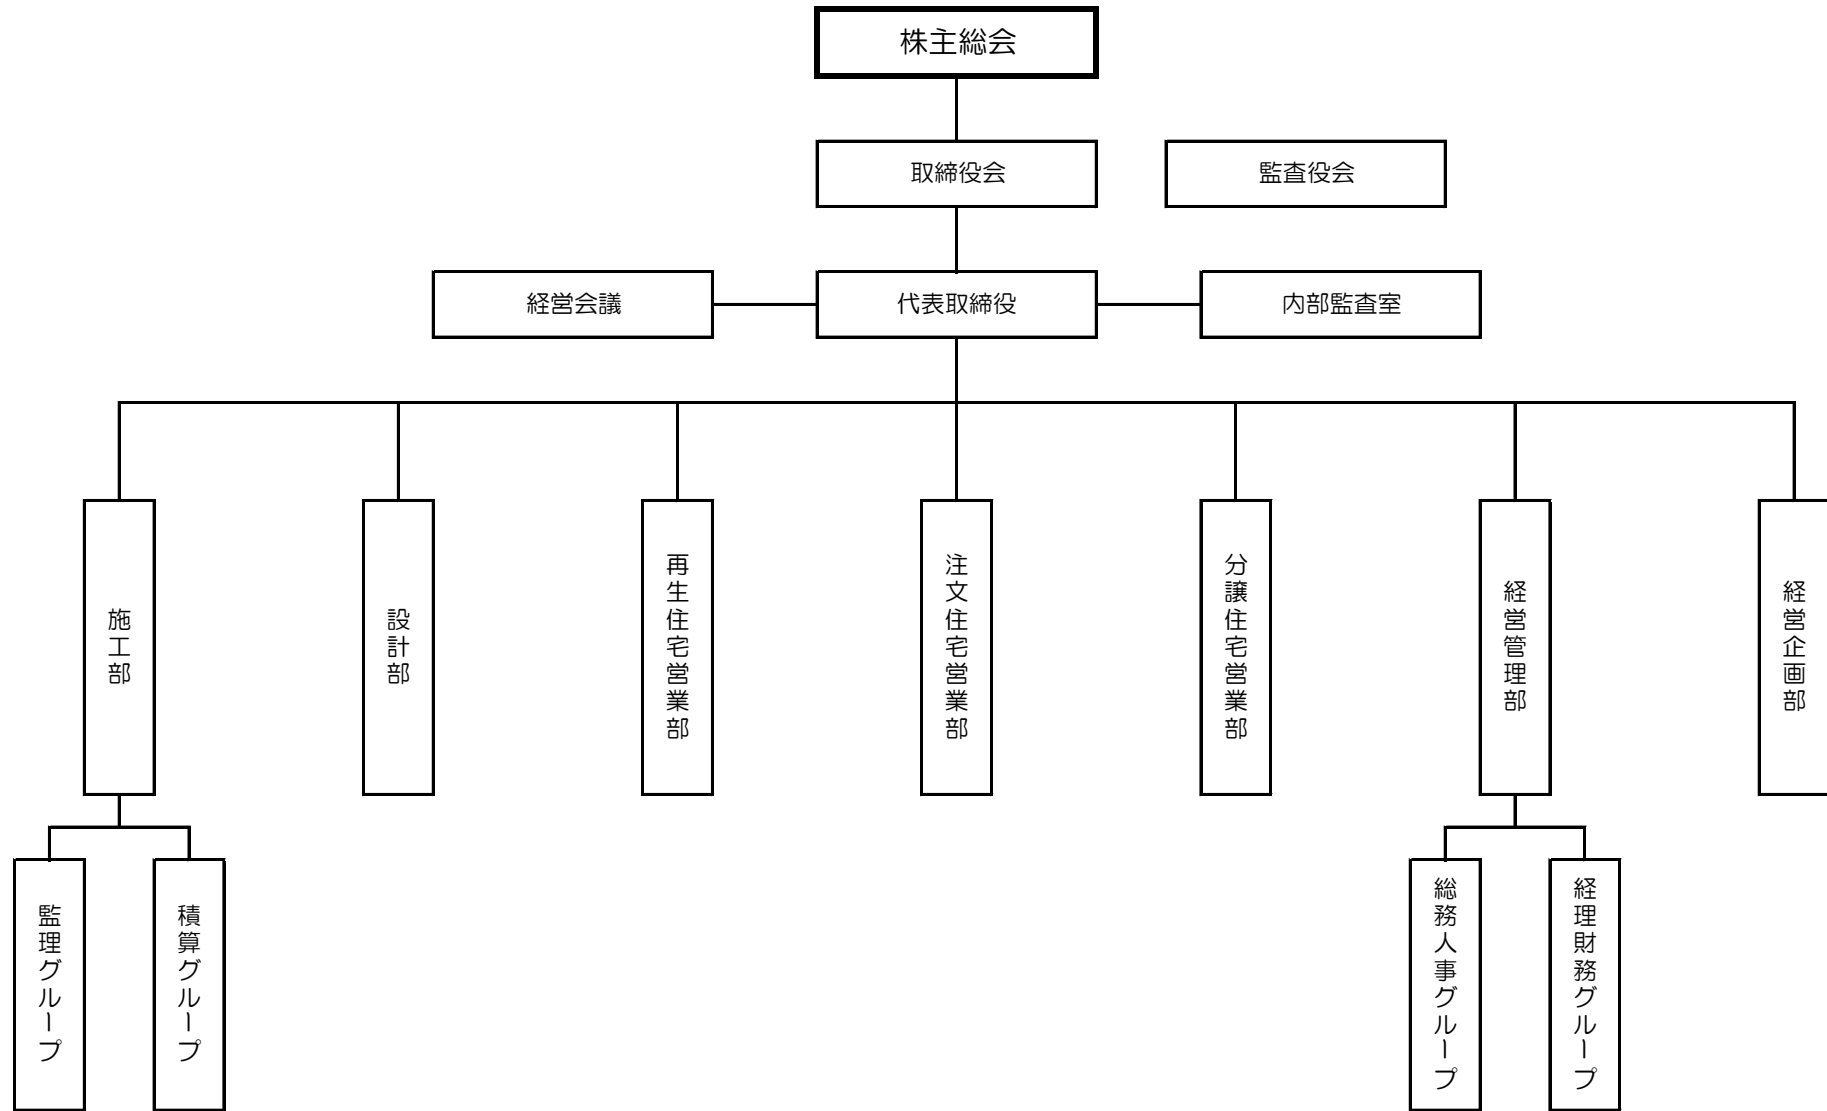 株主総会
取締役会
監査役会
経営会議
代表取締役
内部監査室
施工部
設計部
再生住宅営業部
注文住宅営業部
分譲住宅営業部
経営管理部
経営企画部
監理グループ
積算グループ
総務人事グループ
経理財務グループ